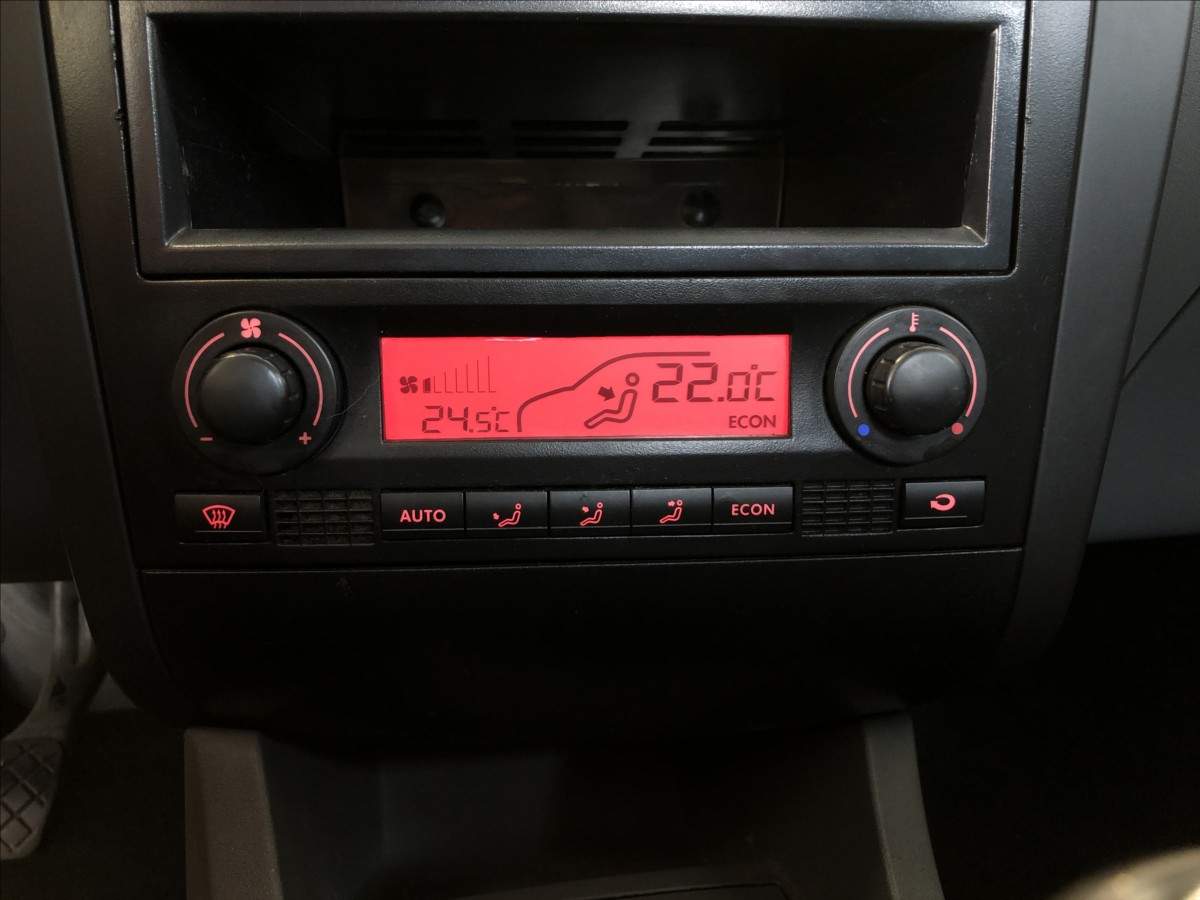 22.0°C
24.5°C
ECON
- +
AUTO
ECON